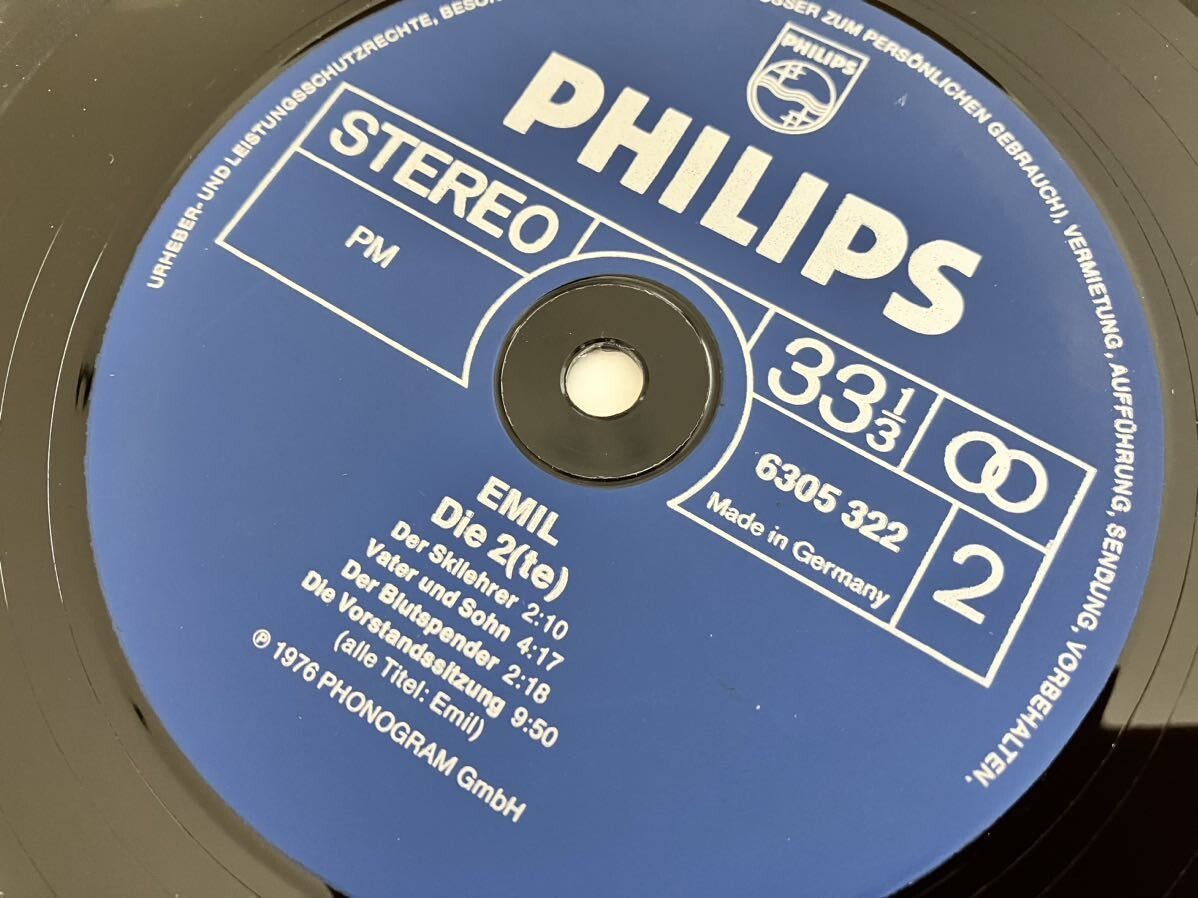 URHEBER- UND LEISTUNGSSCHUTZRECHTE,
SSER ZUM PERSÖNLICHEN GEBRAUCH), VERMIETUNG, AUFFÜHRUNG, SENDUNG, VORBEHALTEN.
PHILIPS
PHILIPS
STEREO
PM
33 1/3
6305 322
Made in Germany
2
EMIL
Die 2(te)
Der Skilehrer 2:10
Vater und Sohn 4:17
Der Blutspender 2:18
Die Vorstandssitzung 9:50
(alle Titel: Emil)
℗ 1976 PHONOGRAM GmbH